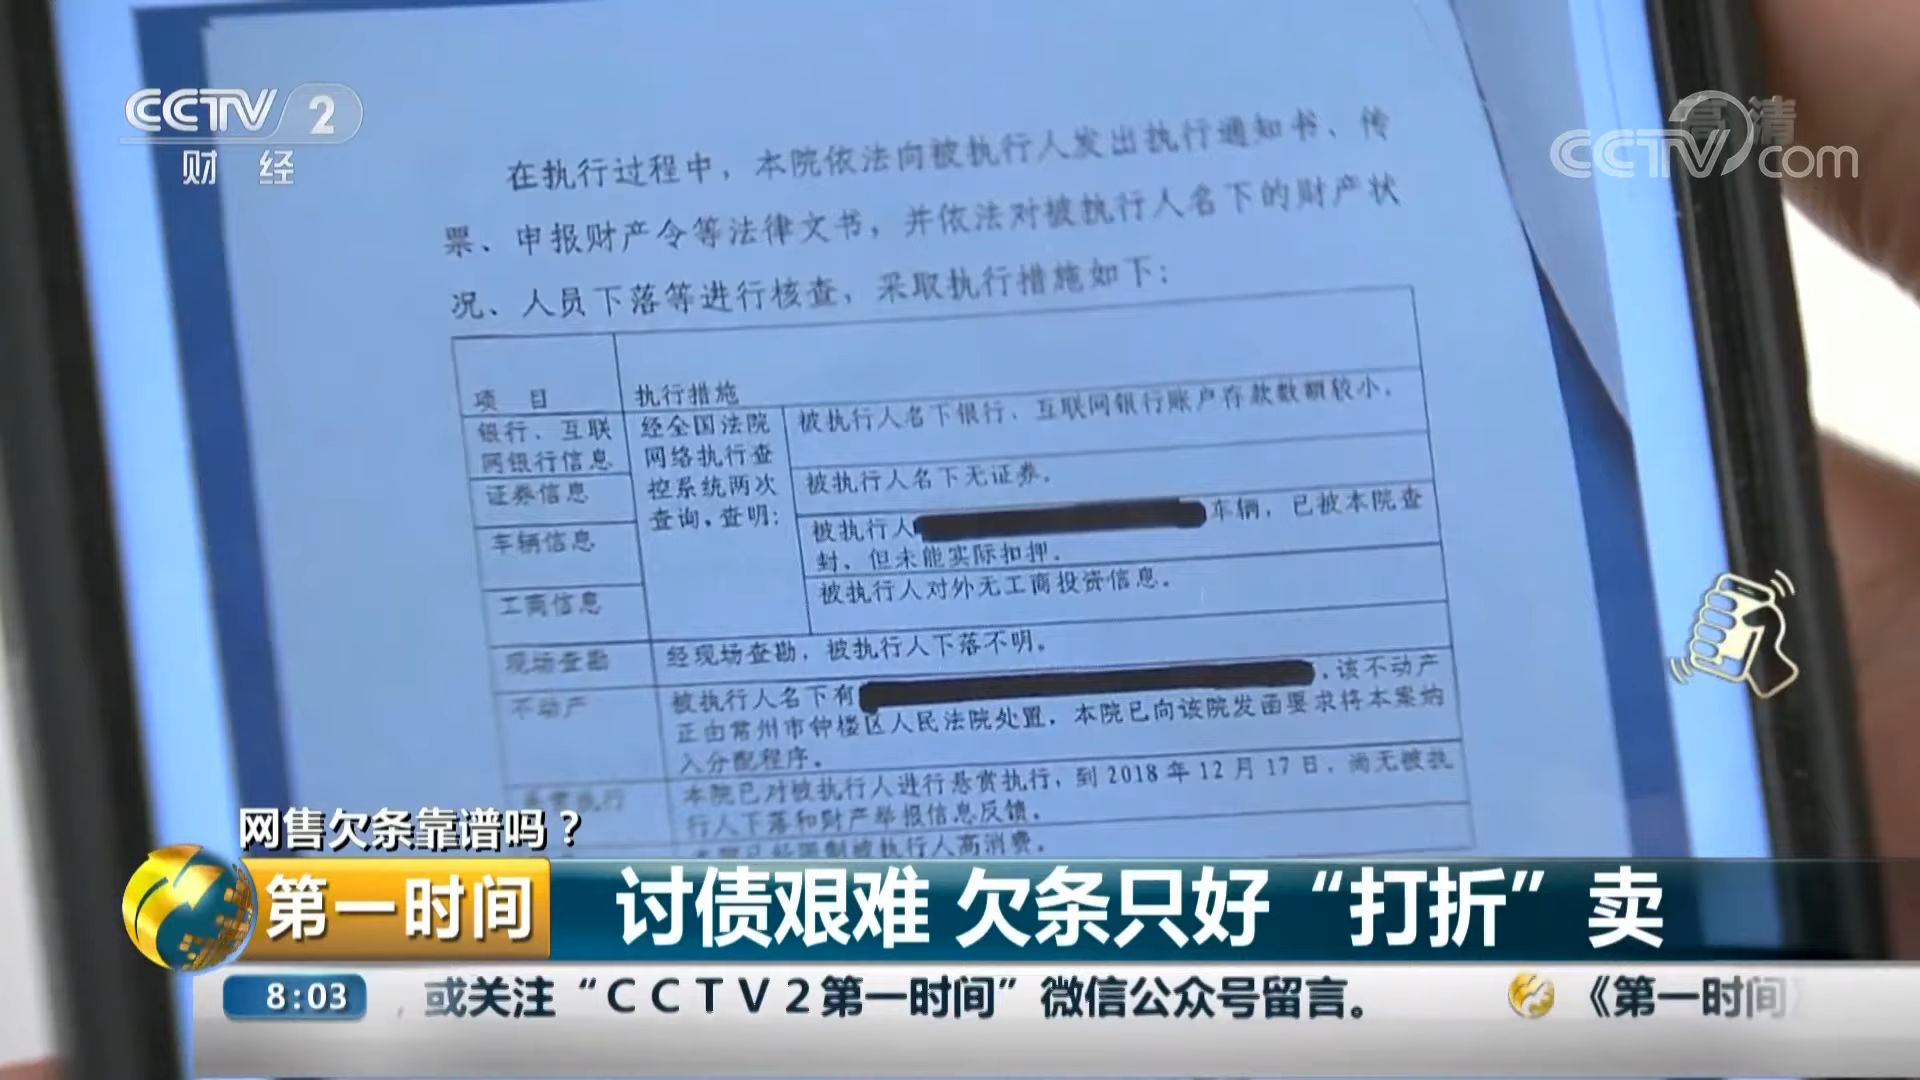 CCTV 2
财 经
高清
CCTV.com
在执行过程中，本院依法向被执行人发出执行通知书、传
票、申报财产令等法律文书，并依法对被执行人名下的财产状
况、人员下落等进行核查，采取执行措施如下：
项 目
执行措施
银行、互联
网银行信息
经全国法院
网络执行查
控系统两次
查询，查明：
被执行人名下银行、互联网银行账户存款数额较小。
证券信息
被执行人名下无证券。
车辆信息
被执行人
车辆，已被本院查
封，但未能实际扣押。
工商信息
被执行人对外无工商投资信息。
现场查勘
经现场查勘，被执行人下落不明。
不动产
被执行人名下有
，该不动产
正由常州市钟楼区人民法院处置，本院已向该院发函要求将本案纳
入分配程序。
执行
本院已对被执行人进行悬赏执行，到2018年12月17日，尚无被执
行人下落和财产举报信息反馈。
被执行人高消费。
网售欠条靠谱吗？
第一时间
讨债艰难 欠条只好“打折”卖
8:03
，或关注“CCTV2第一时间”微信公众号留言。
《第一时间》